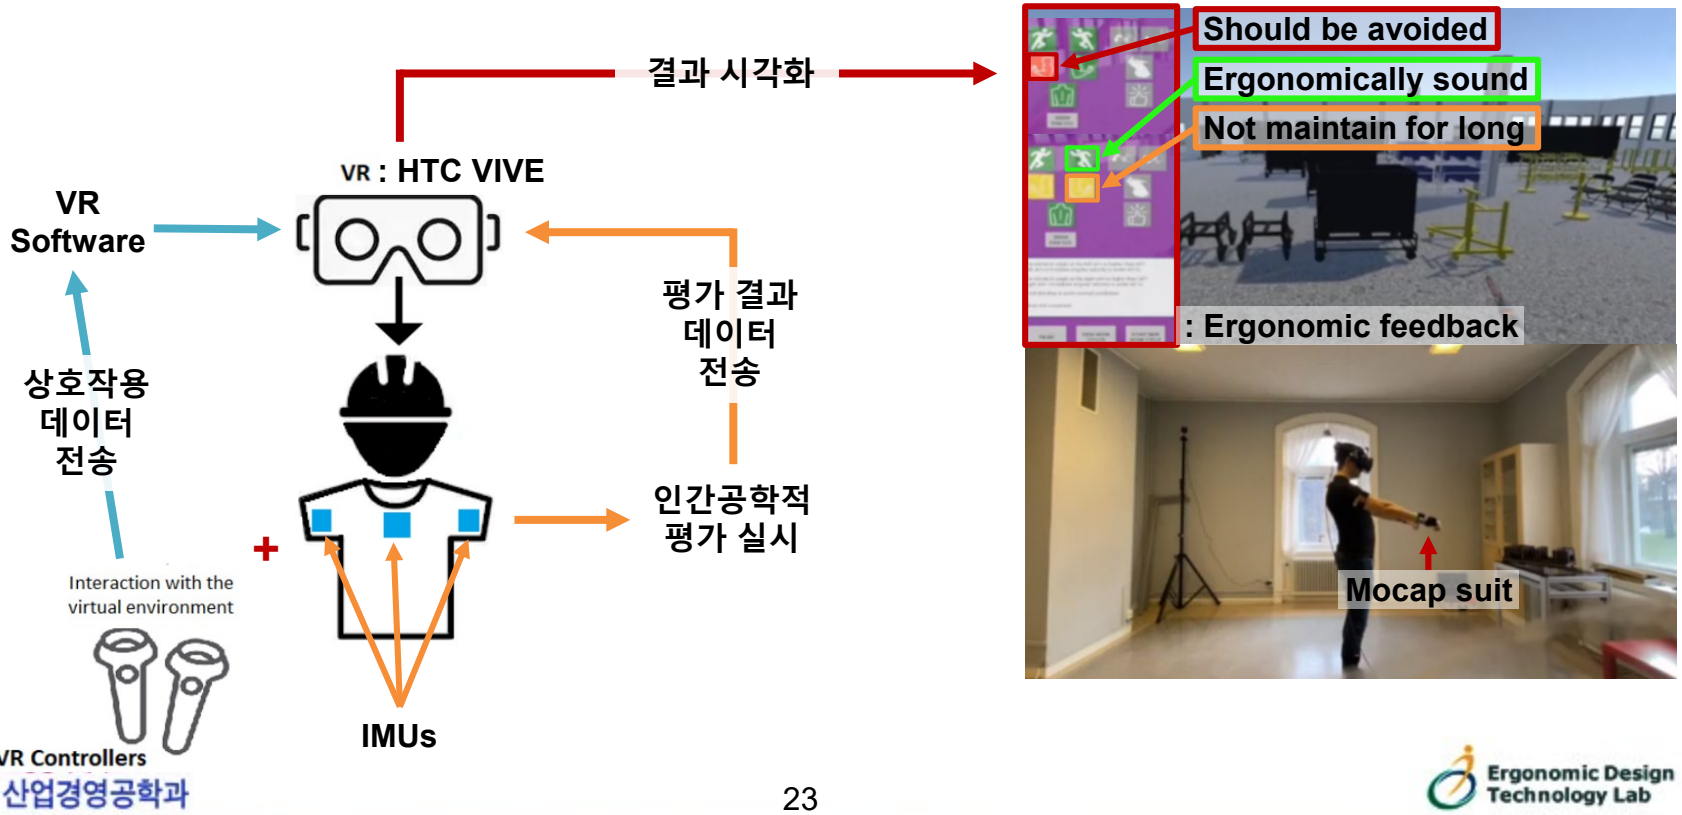 결과 시각화
Should be avoided
Ergonomically sound
Not maintain for long
: Ergonomic feedback
VR : HTC VIVE
VR
Software
상호작용
데이터
전송
평가 결과
데이터
전송
인간공학적
평가 실시
+
Interaction with the
virtual environment
VR Controllers
IMUs
Mocap suit
산업경영공학과
23
Ergonomic Design
Technology Lab